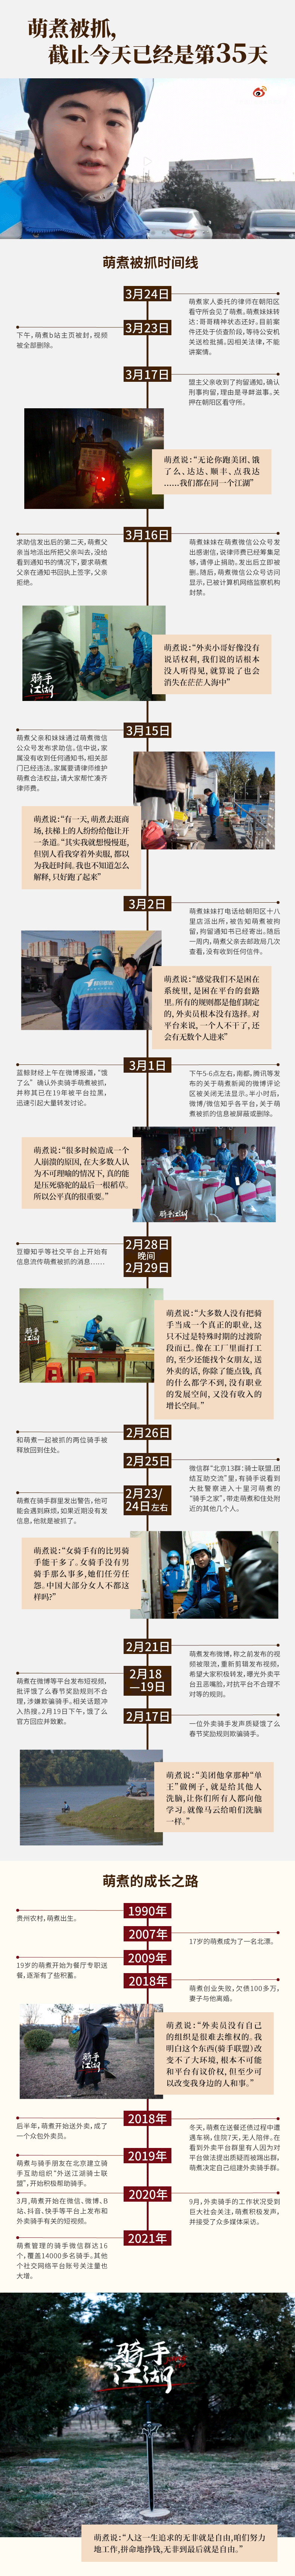 萌煮被抓,
截止今天已经是第35天
萌煮被抓时间线
3月24日
萌煮家人委托的律师在朝阳区
看守所会见了萌煮,萌煮妹妹转
达:哥哥精神状态还好。目前案
件还处于侦查阶段,等待公安机
关送检批捕。因相关法律,不能
讲案情。
3月23日
下午,萌煮b站主页被封,视频
被全部删除。
3月17日
盟主父亲收到了拘留通知,确认
刑事拘留,理由是寻衅滋事。关
押在朝阳区看守所。
萌煮说:“无论你跑美团、饿
了么、达达、顺丰、点我达
……我们都在同一个江湖”
3月16日
求助信发出后的第二天,萌煮父
亲当地派出所把父亲叫去,没给
看到通知书的情况下,要求萌煮
父亲在通知书回执上签字,父亲
拒绝。
萌煮妹妹在萌煮微信公众号发
出感谢信,说律师费已经筹集足
够,请停止捐助。发出后立即被
删。随后,萌煮微信公众号访问
显示,已被计算机网络监察机构
封禁。
骑手江湖
萌煮说:“外卖小哥好像没有
说话权利, 我们说的话根本
没人听得见, 就算说了也会
消失在茫茫人海中”
3月15日
萌煮父亲和妹妹通过萌煮微信
公众号发布求助信。信中说,家
属没有收到任何通知书,相关部
门已经违法。家属要请律师维护
萌煮合法权益,请大家帮忙凑齐
律师费。
萌煮说:“有一天, 萌煮去逛商
场, 扶梯上的人纷纷给他让开
一条道。“其实我就想慢慢逛,
但别人看我穿着外卖服, 都以
为我赶时间。我也不知道怎么
解释, 只好跑了起来”
3月2日
萌煮妹妹打电话给朝阳区十八
里店派出所,被告知萌煮被拘
留,拘留通知书已经寄出。随后
一周内,萌煮父亲去邮政局几次
查看,没有收到任何信件。
萌煮说:“感觉我们不是困在
系统里, 是困在平台的套路
里。所有的规则都是他们制定
的, 外卖员根本没有选择。对
平台来说, 一个人不干了, 还
会有无数个人进来”
3月1日
蓝鲸财经上午在微博报道,“饿
了么”确认外卖骑手萌煮被抓,
并称其已在19年被平台拉黑,
迅速引起大量转发讨论。
下午5-6点左右,南都,腾讯等发
布的关于萌煮新闻的微博评论
区被关闭无法显示。半小时后,
微博/微信知乎各平台,关于萌
煮被抓的信息被屏蔽或删除。
萌煮说:“很多时候造成一个
人崩溃的原因, 在大多数人认
为不可理喻的情况下, 真的能
是压死骆驼的最后一根稻草。
所以公平真的很重要。”
骑手江湖
2月28日
晚间
2月29日
豆瓣知乎等社交平台上开始有
信息流传萌煮被抓的消息……
萌煮说:“大多数人没有把骑
手当成一个真正的职业, 这
只不过是特殊时期的过渡阶
段而已。像在工厂里面打工
的, 至少还能找个女朋友, 送
外卖的话, 你除了能点钱, 真
的什么都学不到, 没有职业
的发展空间, 又没有收入的
增长空间。”
2月26日
和萌煮一起被抓的两位骑手被
释放回到住处。
2月25日
微信群“北京13群: 骑士联盟.团
结互助交流”里,有骑手说看到
大批警察进入十里河萌煮的
“骑手之家”,带走萌煮和住处附
近的其他几个人。
2月23/
24日左右
萌煮在骑手群里发出警告,他可
能会遇到麻烦,如果近期没有发
信息,他就是被抓了。
萌煮说:“女骑手有的比男骑
手能干多了。女骑手没有男
骑手那么事多, 她们任劳任
怨。中国大部分女人不都这
样吗?”
2月21日
萌煮发布微博,称之前发布的视
频被限流,重新剪辑发布视频,
希望大家积极转发,曝光外卖平
台丑恶嘴脸,对抗平台不合理不
对等的规则。
2月18
—19日
萌煮在微博等平台发布短视频,
批评饿了么春节奖励规则不合
理,涉嫌欺骗骑手。相关话题冲
入热搜。2月19日下午,饿了么
官方回应并致歉。
2月17日
一位外卖骑手发声质疑饿了么
春节奖励规则欺骗骑手。
萌煮说:“美团他拿那种“单
王”做例子, 就是给其他人
洗脑,让你们所有人都向他
学习。就像马云给咱们洗脑
一样。”
萌煮的成长之路
1990年
贵州农村,萌煮出生。
2007年
17岁的萌煮成为了一名北漂。
2009年
19岁的萌煮开始为餐厅专职送
餐,逐渐有了些积蓄。
2018年
萌煮创业失败,欠债100多万,
妻子与他离婚。
骑手江湖
萌煮说:“外卖员没有自己
的组织是很难去维权的。我
明白这个东西(骑手联盟)改
变不了大环境, 根本不可能
和平台有议价权, 但至少可
以改变我身边的人和事。”
2018年
后半年,萌煮开始送外卖,成了
一个众包外卖员。
冬天,萌煮在送餐还债过程中遭
遇车祸,住院7天,无人陪伴。在
看到外卖平台群里有人因为对
平台做法提出质疑而被踢出群,
萌煮决定自己组建外卖骑手群。
2019年
萌煮与骑手朋友在北京建立骑
手互助组织“外送江湖骑士联
盟”,开始积极帮助骑手。
2020年
3月,萌煮开始在微信、微博、B
站、抖音、快手等平台上发布和
外卖骑手有关的短视频。
9月,外卖骑手的工作状况受到
巨大社会关注,萌煮积极发声,
并接受了众多媒体采访。
2021年
萌煮管理的骑手微信群达16
个,覆盖14000多名骑手。其他
个社交网络平台账号关注量也
大增。
骑手江湖
萌煮说:“人这一生追求的无非就是自由,咱们努力
地工作,拼命地挣钱,无非到最后就是自由。”